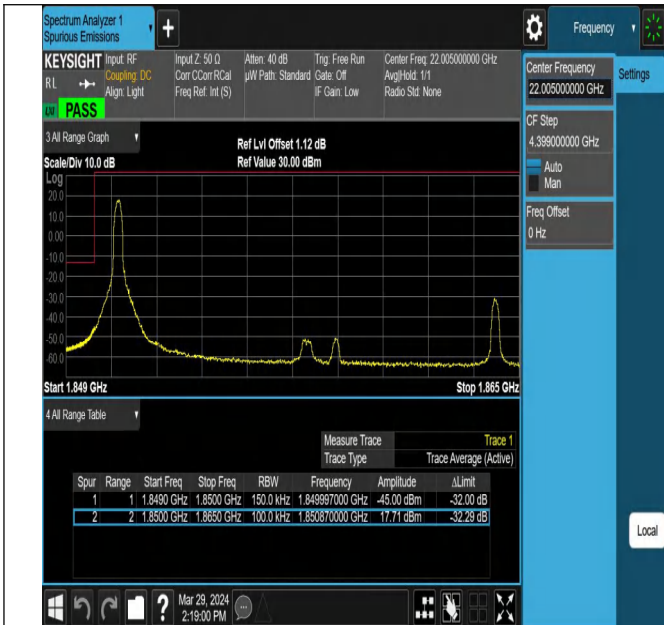 Spectrum Analyzer 1
Spurious Emissions
Frequency
KEYSIGHT Input: RF Input Z: 50 Ω Atten: 40 dB Trig: Free Run Center Freq: 22.005000000 GHz
RL Coupling: DC Corr CCorr RCal µW Path: Standard Gate: Off Avg|Hold: 1/1
Align: Light Freq Ref: Int (S) IF Gain: Low Radio Std: None
PASS
Center Frequency
22.005000000 GHz
Settings
CF Step
4.399000000 GHz
Auto
Man
Freq Offset
0 Hz
3 All Range Graph
Ref Lvl Offset 1.12 dB
Scale/Div 10.0 dB Ref Value 30.00 dBm
Log
20.0
10.0
0.00
-10.0
-20.0
-30.0
-40.0
-50.0
-60.0
Start 1.849 GHz Stop 1.865 GHz
4 All Range Table
Measure Trace Trace 1
Trace Type Trace Average (Active)
Spur Range Start Freq Stop Freq RBW Frequency Amplitude ΔLimit
1 1 1.8490 GHz 1.8500 GHz 150.0 kHz 1.849997000 GHz -45.00 dBm -32.00 dB
2 2 1.8500 GHz 1.8650 GHz 100.0 kHz 1.850870000 GHz 17.71 dBm -32.29 dB
Local
Mar 29, 2024
2:19:00 PM